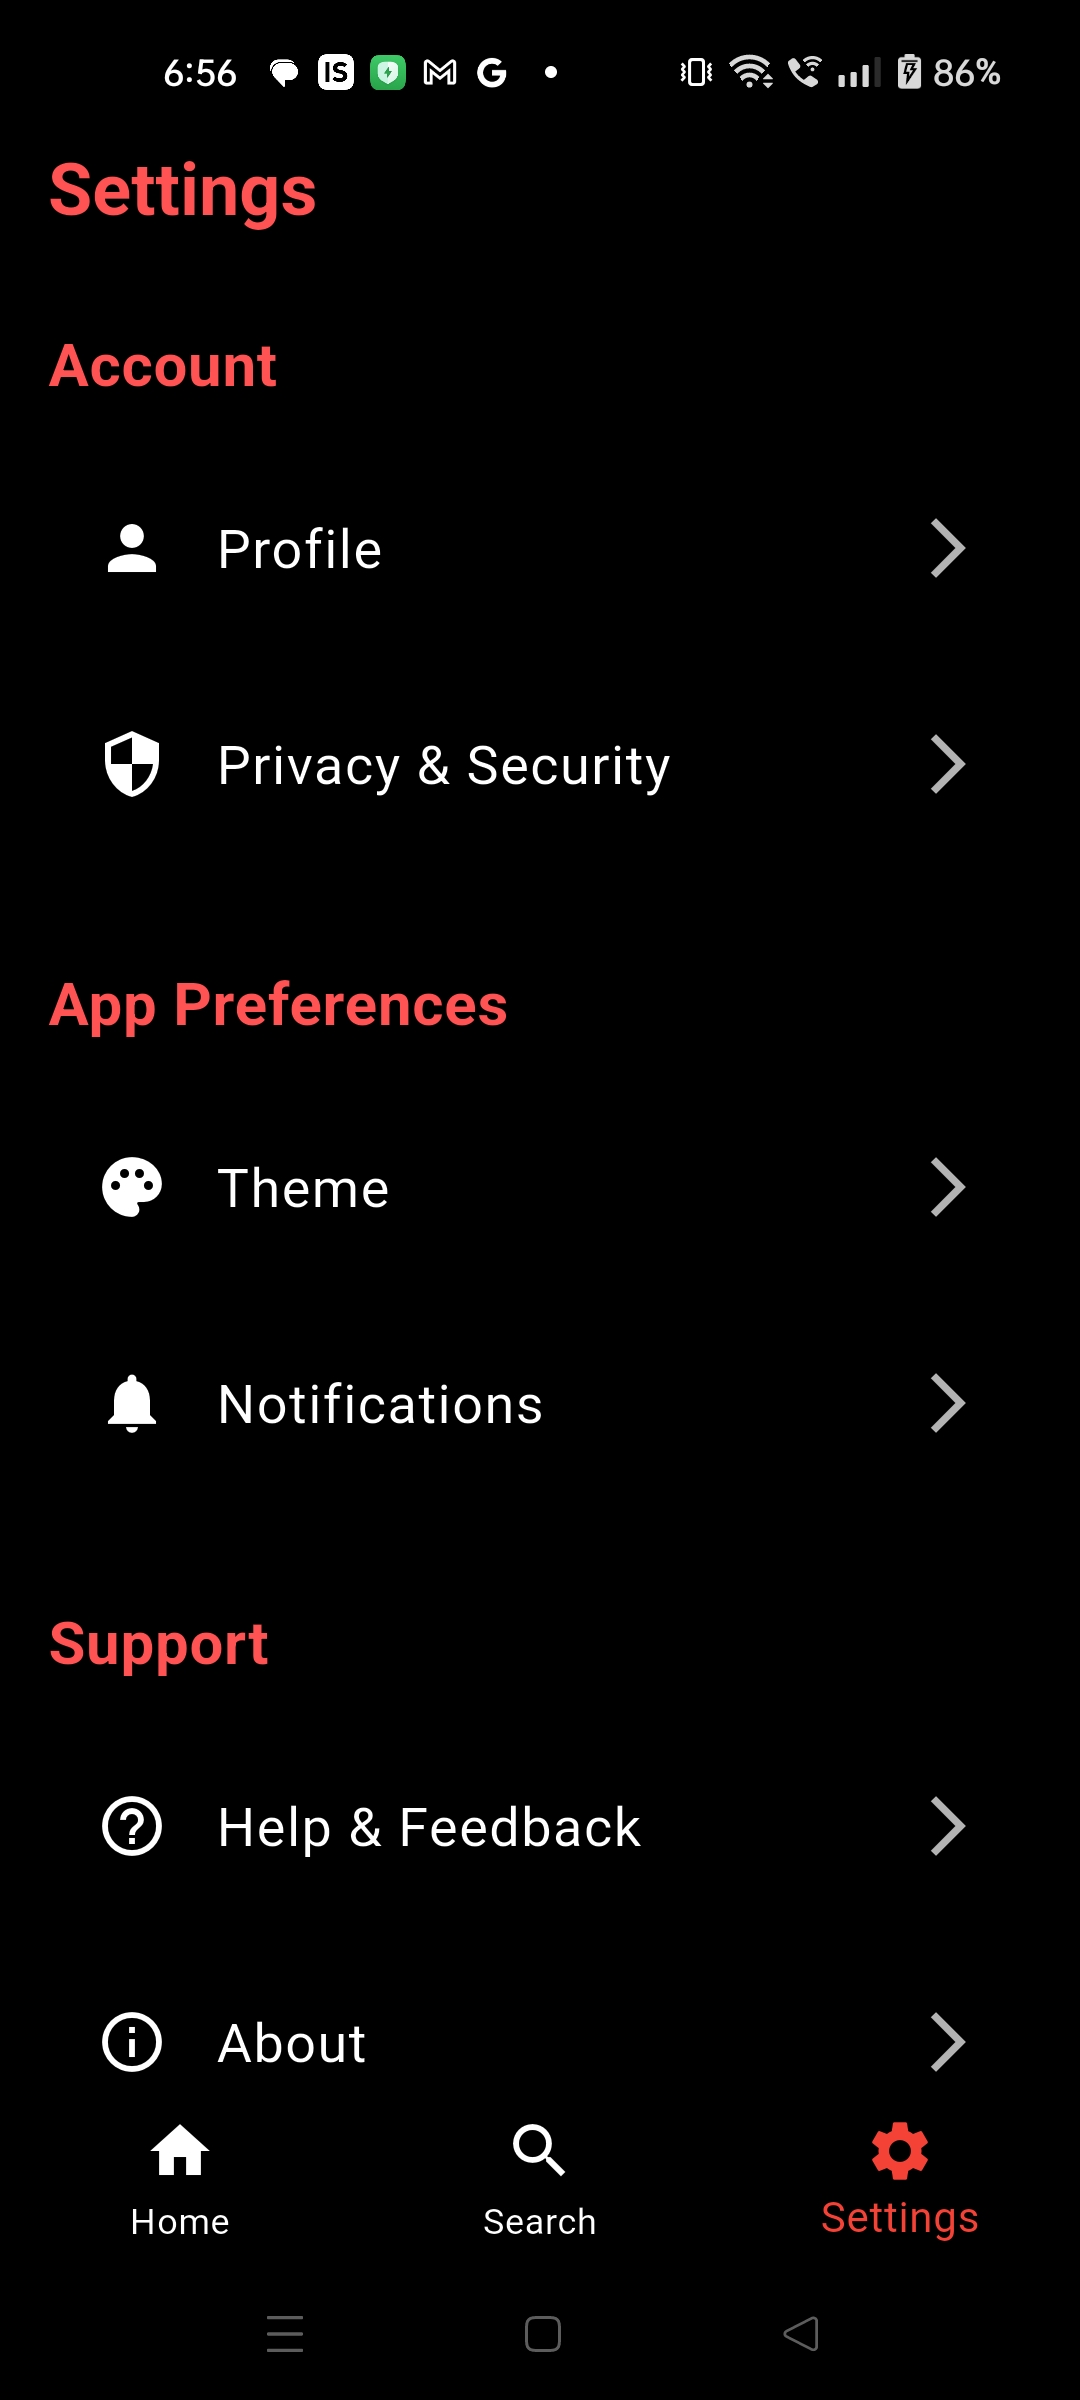 6:56 IS 86%
Settings
Account
Profile
Privacy & Security
App Preferences
Theme
Notifications
Support
Help & Feedback
About
Home Search Settings